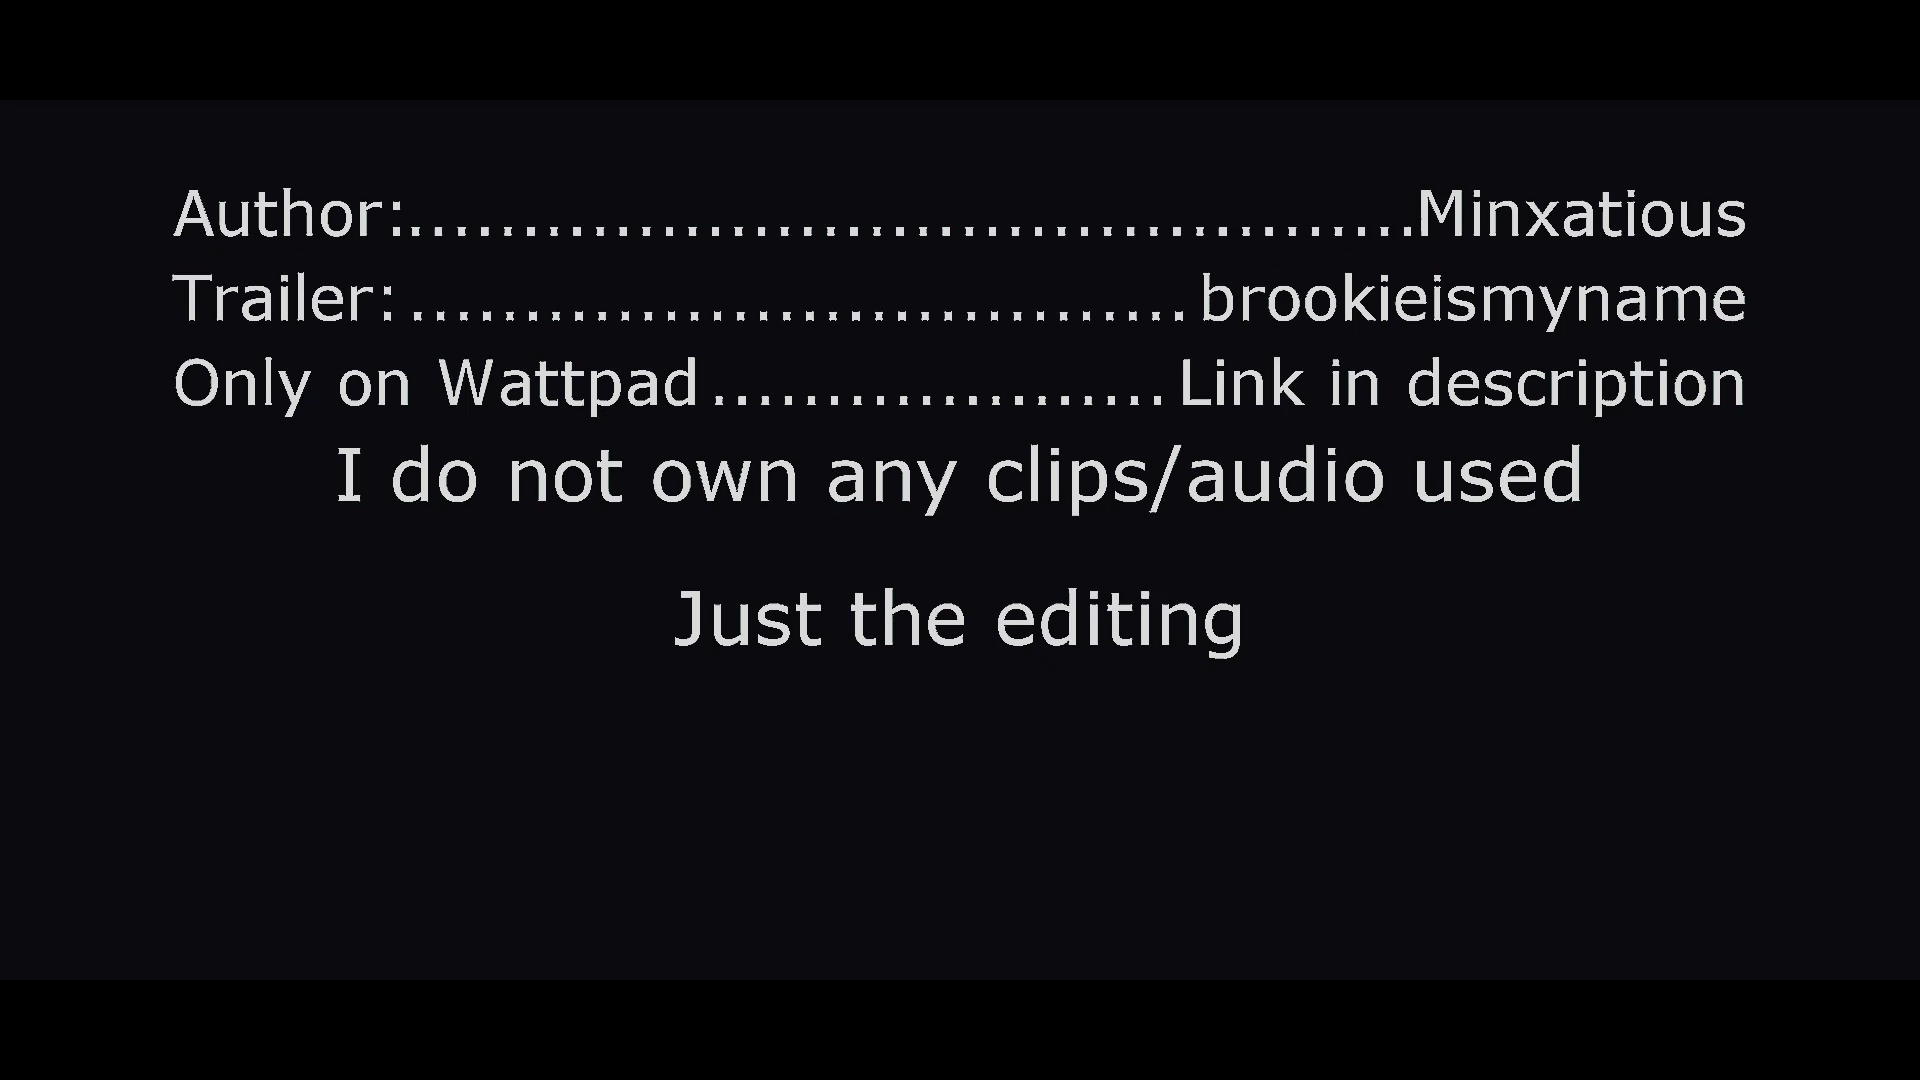 Author:...........................................Minxatious
Trailer:..................................brookieismyname
Only on Wattpad....................Link in description
I do not own any clips/audio used
Just the editing